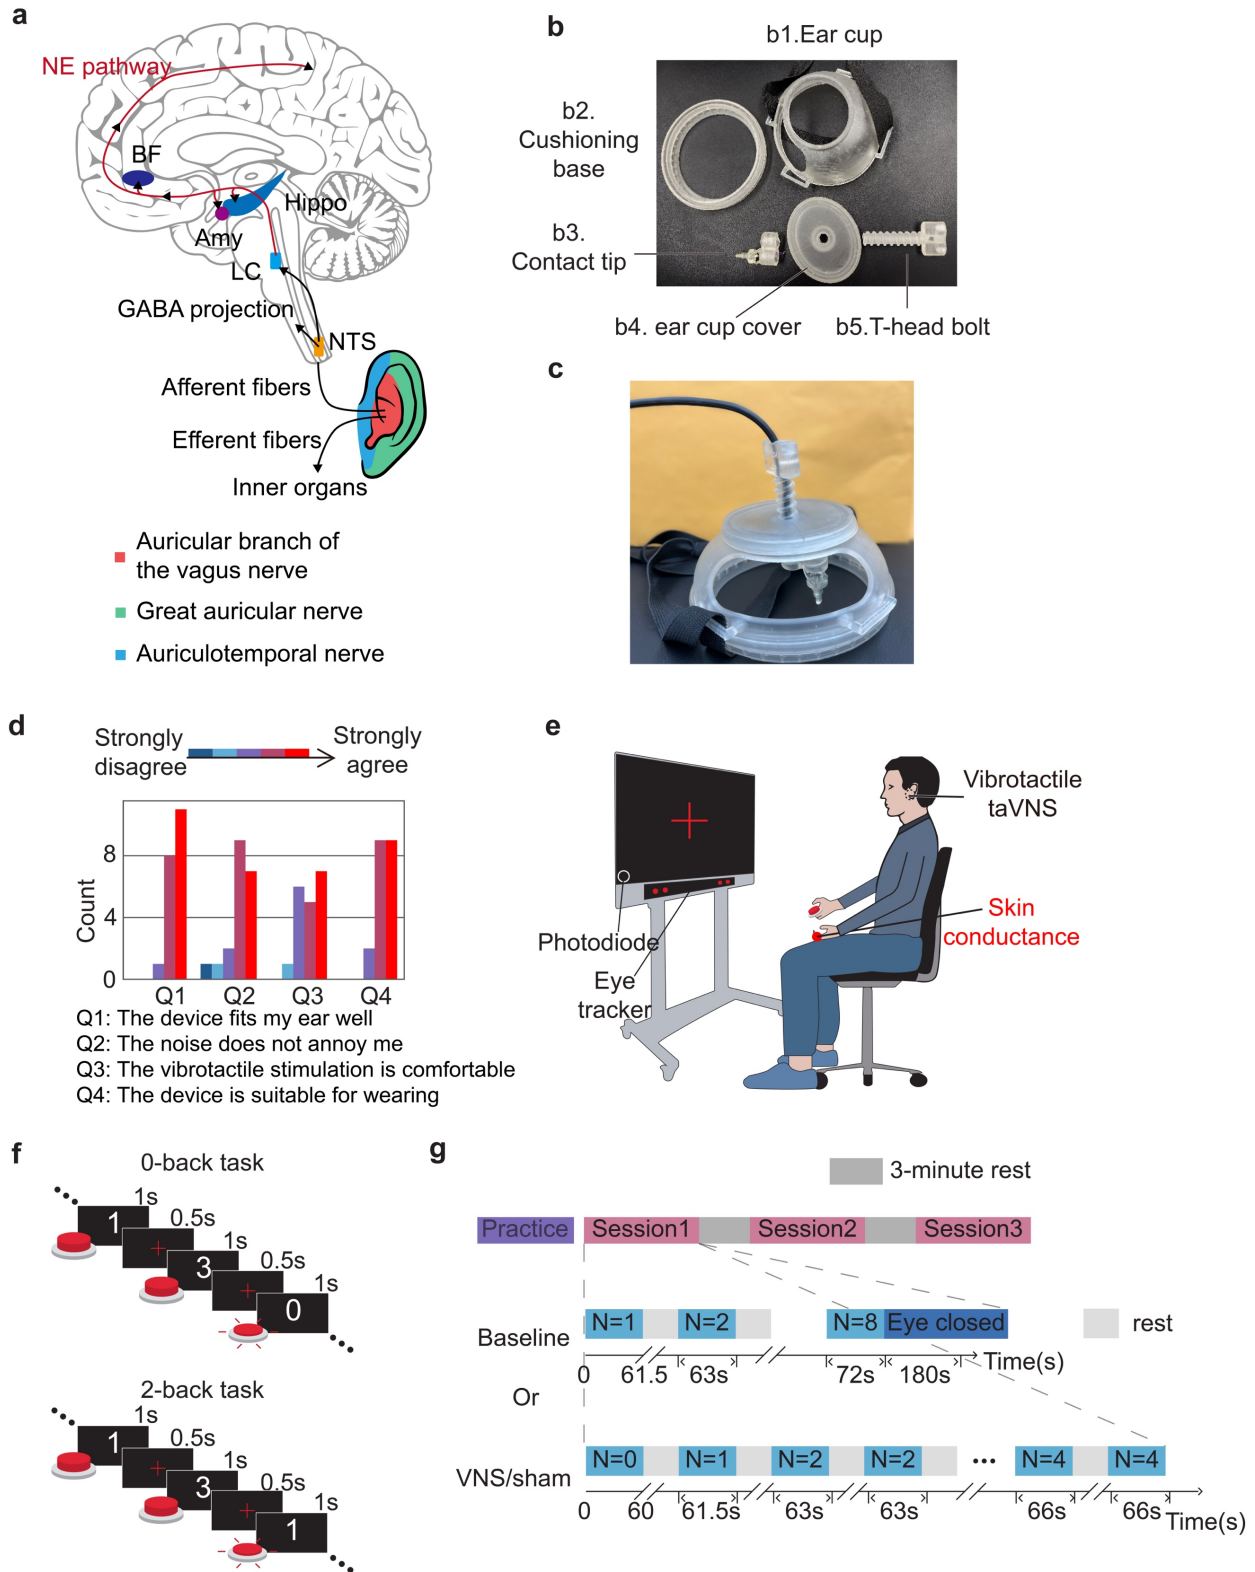 a
NE pathway
BF
Hippo
Amy
LC
GABA projection
NTS
Afferent fibers
Efferent fibers
Inner organs
Auricular branch of
the vagus nerve
Great auricular nerve
Auriculotemporal nerve
b
b1.Ear cup
b2.
Cushioning
base
b3.
Contact tip
b4. ear cup cover
b5.T-head bolt
c
d
Strongly
disagree
Strongly
agree
Count
8
4
0
Q1
Q2
Q3
Q4
Q1: The device fits my ear well
Q2: The noise does not annoy me
Q3: The vibrotactile stimulation is comfortable
Q4: The device is suitable for wearing
e
Vibrotactile
taVNS
Skin
conductance
Photodiode
Eye
tracker
f
0-back task
1s
1
0.5s
1s
3
0.5s
1s
0
2-back task
1s
1
0.5s
1s
3
0.5s
1s
1
g
3-minute rest
Practice
Session1
Session2
Session3
Baseline
N=1
N=2
N=8
Eye closed
rest
0
61.5
63s
72s
180s
Time(s)
Or
VNS/sham
N=0
N=1
N=2
N=2
N=4
N=4
0
60
61.5s
63s
63s
66s
66s
Time(s)